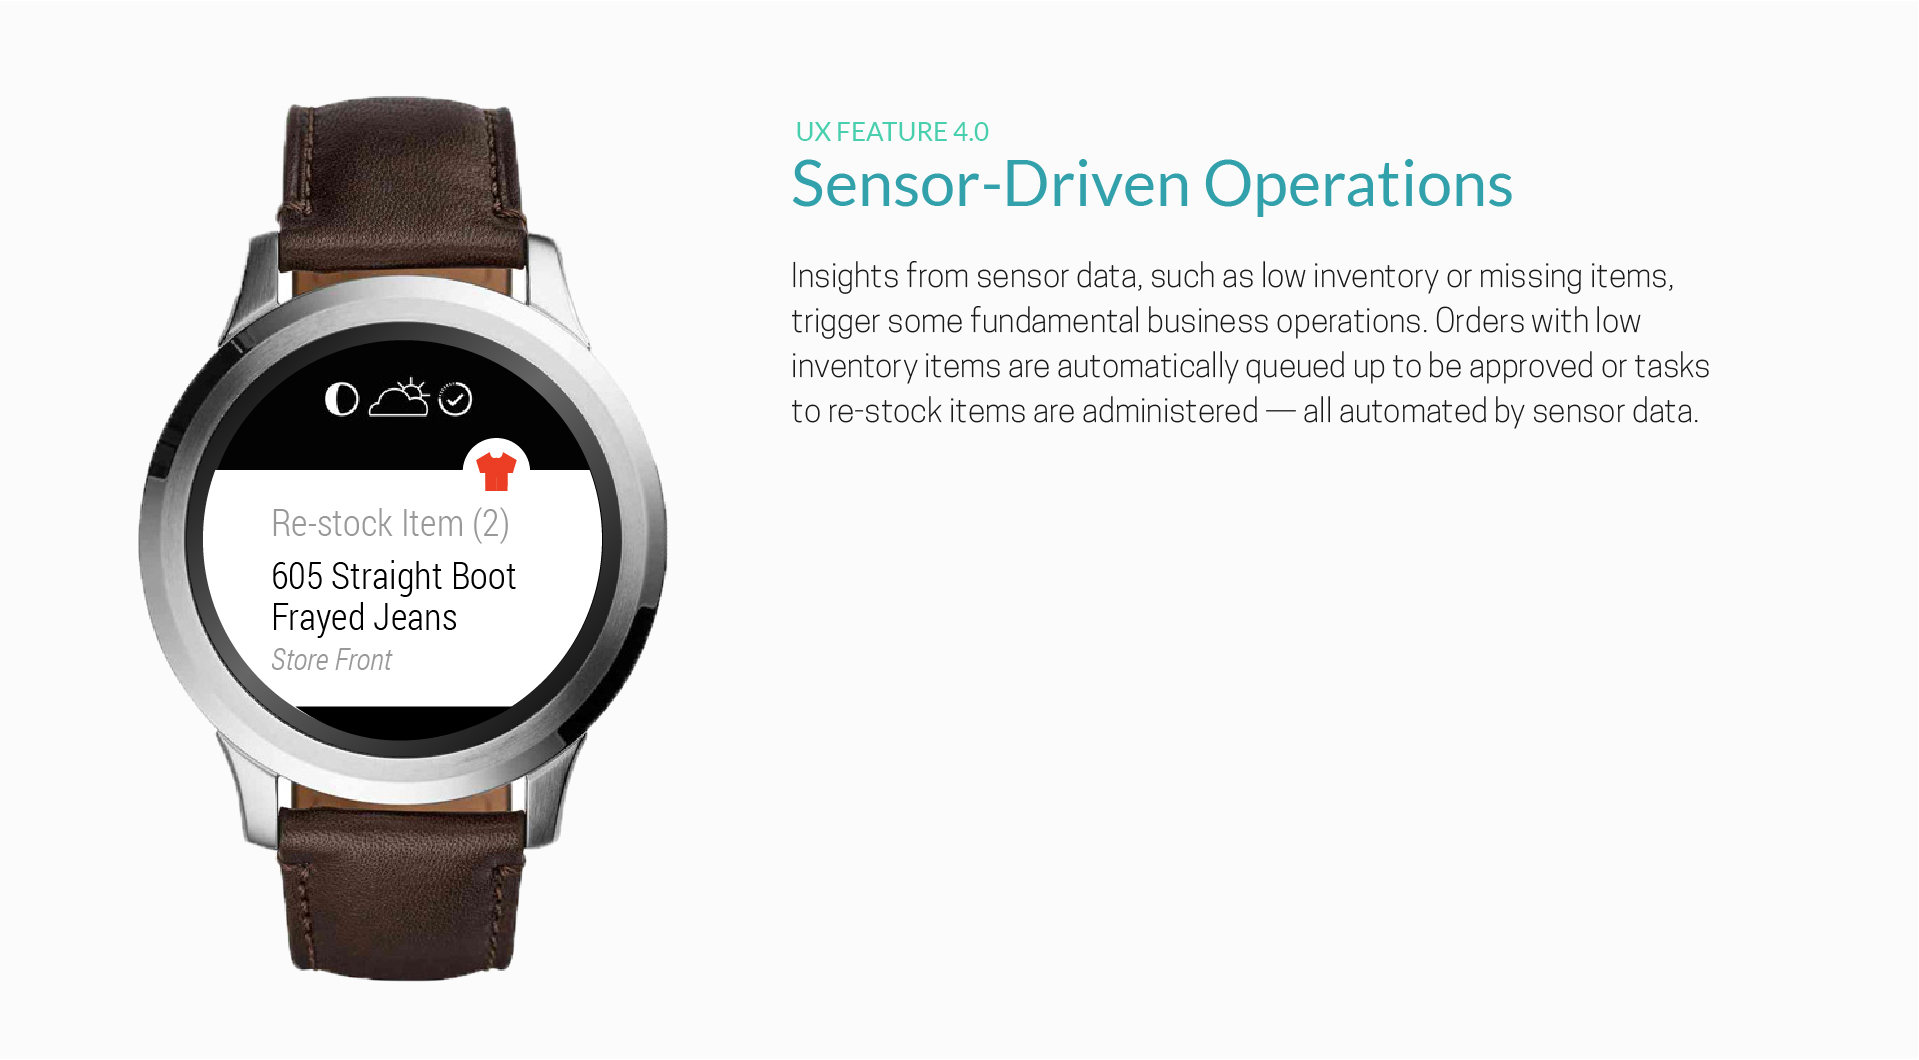 UX FEATURE 4.0
Sensor-Driven Operations
Insights from sensor data, such as low inventory or missing items,
trigger some fundamental business operations. Orders with low
inventory items are automatically queued up to be approved or tasks
to re-stock items are administered — all automated by sensor data.
Re-stock Item (2)
605 Straight Boot
Frayed Jeans
Store Front